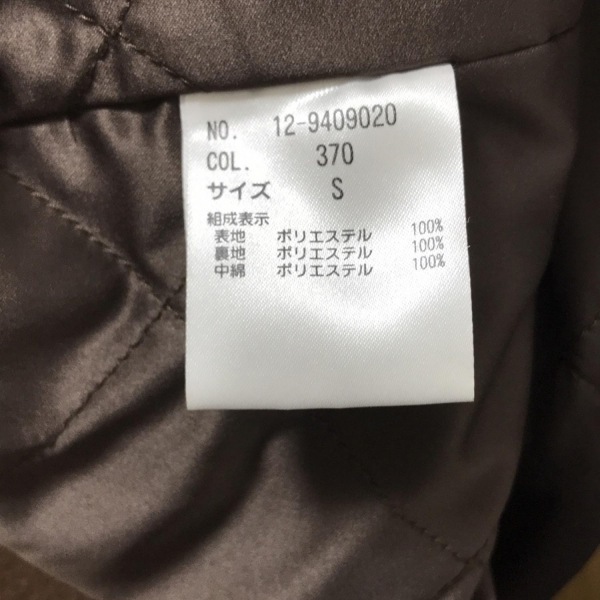 NO. 12-9409020
COL. 370
サイズ S
組成表示
表地 ポリエステル 100%
裏地 ポリエステル 100%
中綿 ポリエステル 100%